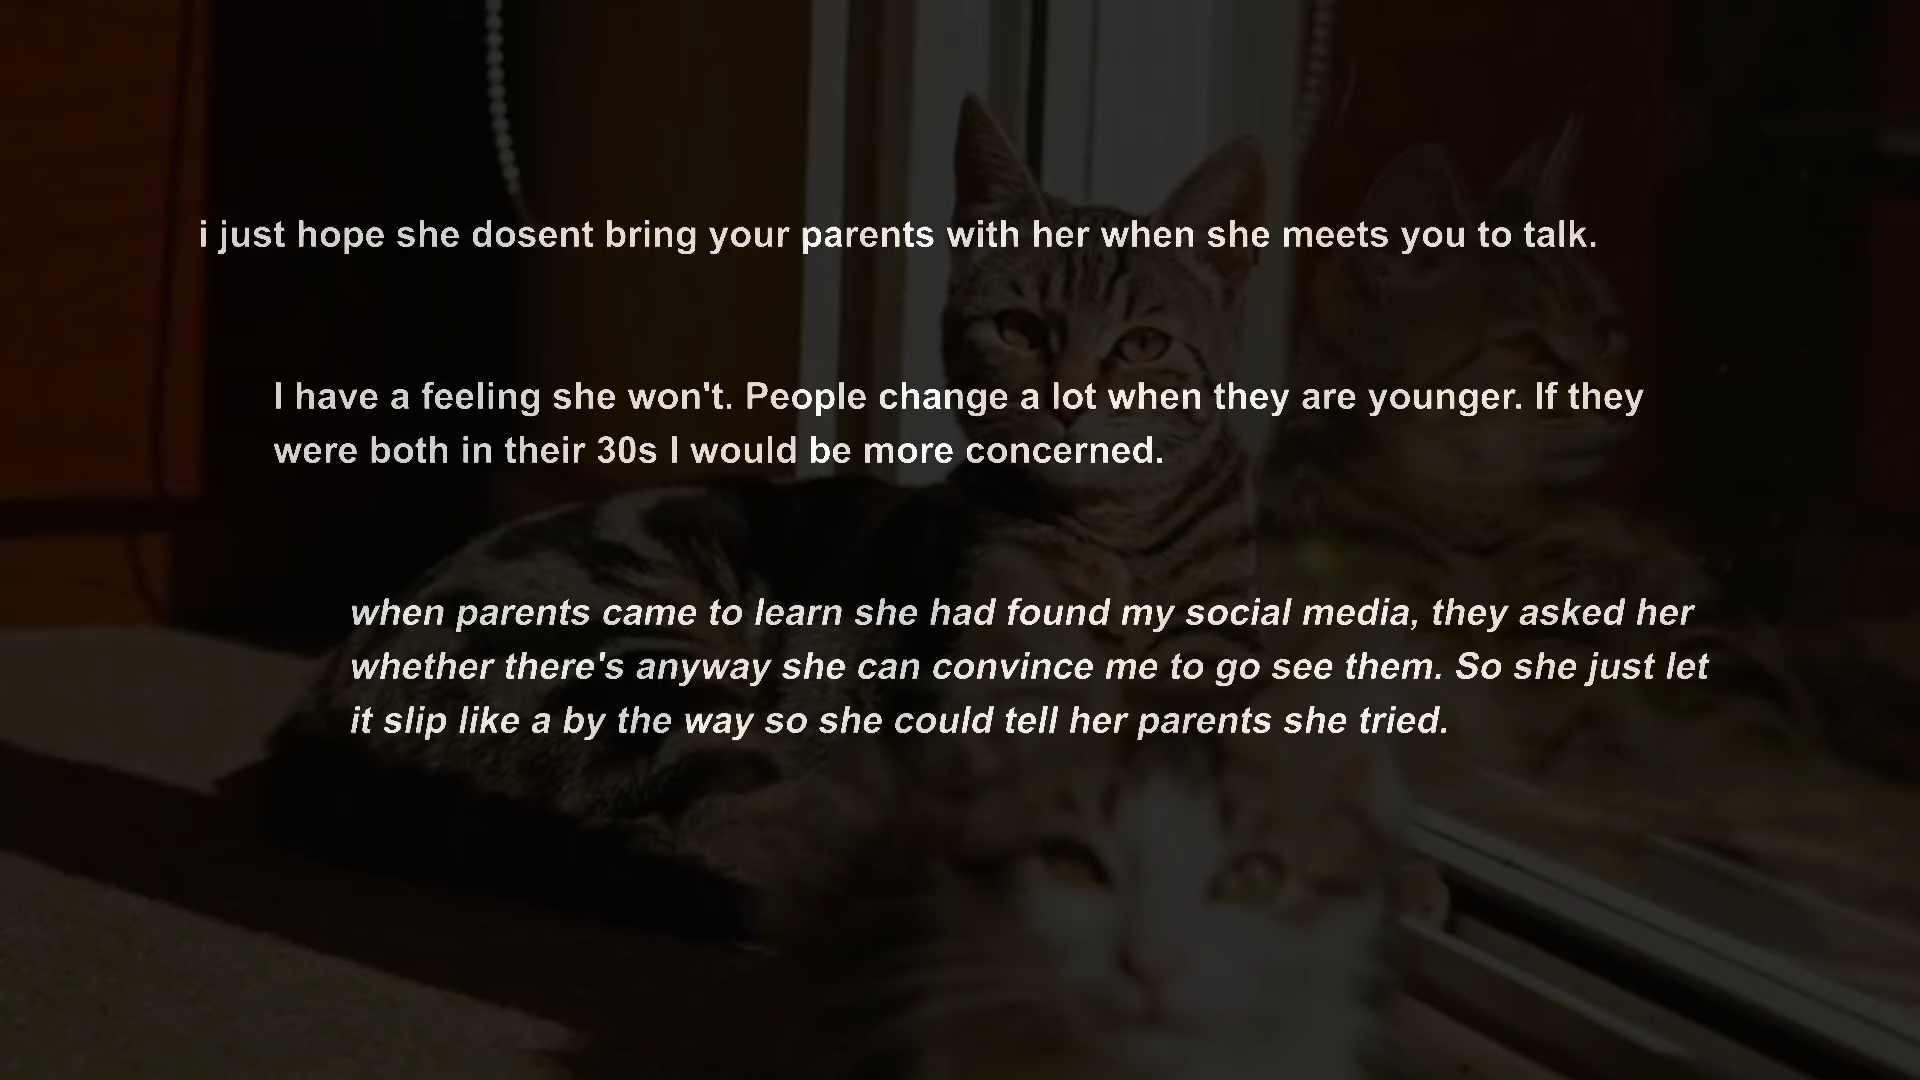 i just hope she dosent bring your parents with her when she meets you to talk.
I have a feeling she won't. People change a lot when they are younger. If they
were both in their 30s I would be more concerned.
when parents came to learn she had found my social media, they asked her
whether there's anyway she can convince me to go see them. So she just let
it slip like a by the way so she could tell her parents she tried.